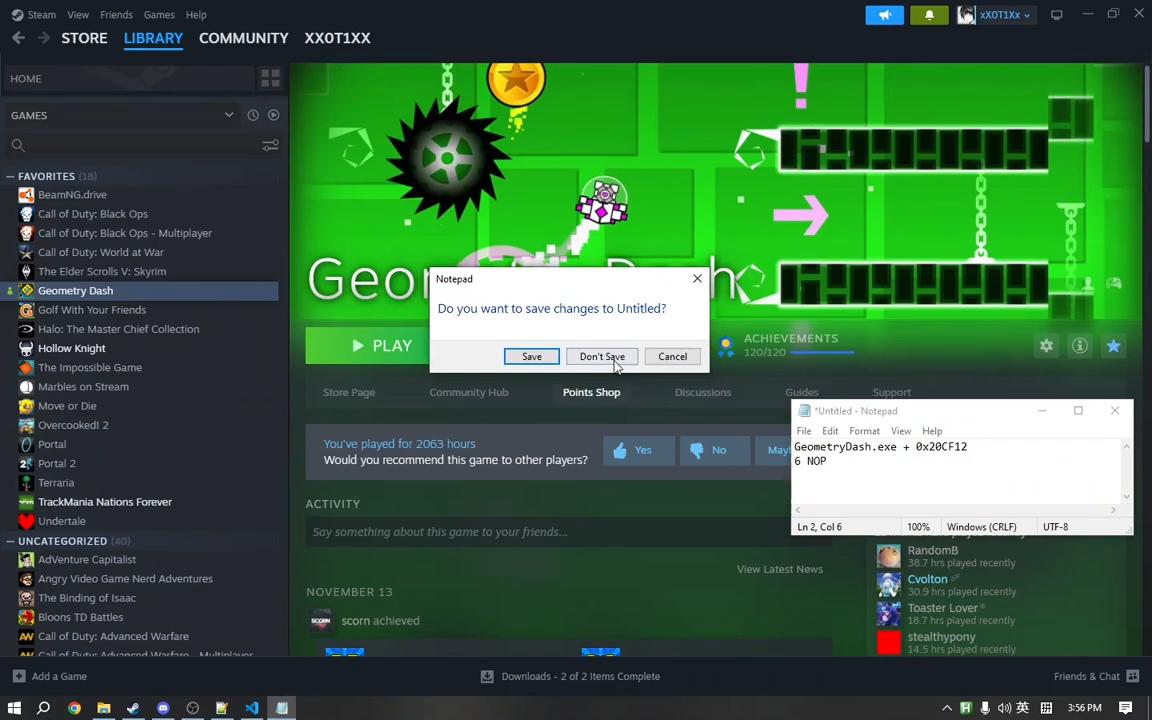 Steam View Friends Games Help
xX0T1Xx
STORE LIBRARY COMMUNITY XX0T1XX
HOME
GAMES
FAVORITES (18)
BeamNG.drive
Call of Duty: Black Ops
Call of Duty: Black Ops - Multiplayer
Call of Duty: World at War
The Elder Scrolls V: Skyrim
Geometry Dash
Golf With Your Friends
Halo: The Master Chief Collection
Hollow Knight
The Impossible Game
Marbles on Stream
Move or Die
Overcooked! 2
Portal
Portal 2
Terraria
TrackMania Nations Forever
Undertale
UNCATEGORIZED (40)
AdVenture Capitalist
Angry Video Game Nerd Adventures
The Binding of Isaac
Bloons TD Battles
Call of Duty: Advanced Warfare
Call of Duty: Advanced Warfare - Multiplayer
Notepad
Do you want to save changes to Untitled?
Save Don't Save Cancel
PLAY
ACHIEVEMENTS
120/120
Store Page Community Hub Points Shop Discussions Guides Support
You've played for 2063 hours
Would you recommend this game to other players?
Yes No
ACTIVITY
Say something about this game to your friends...
View Latest News
NOVEMBER 13
scorn achieved
*Untitled - Notepad
File Edit Format View Help
GeometryDash.exe + 0x20CF12
6 NOP
Ln 2, Col 6 100% Windows (CRLF) UTF-8
RandomB
38.7 hrs played recently
Cvolton
30.9 hrs played recently
Toaster Lover
18.7 hrs played recently
stealthypony
14.5 hrs played recently
Add a Game Downloads - 2 of 2 Items Complete Friends & Chat
英 拼 3:56 PM